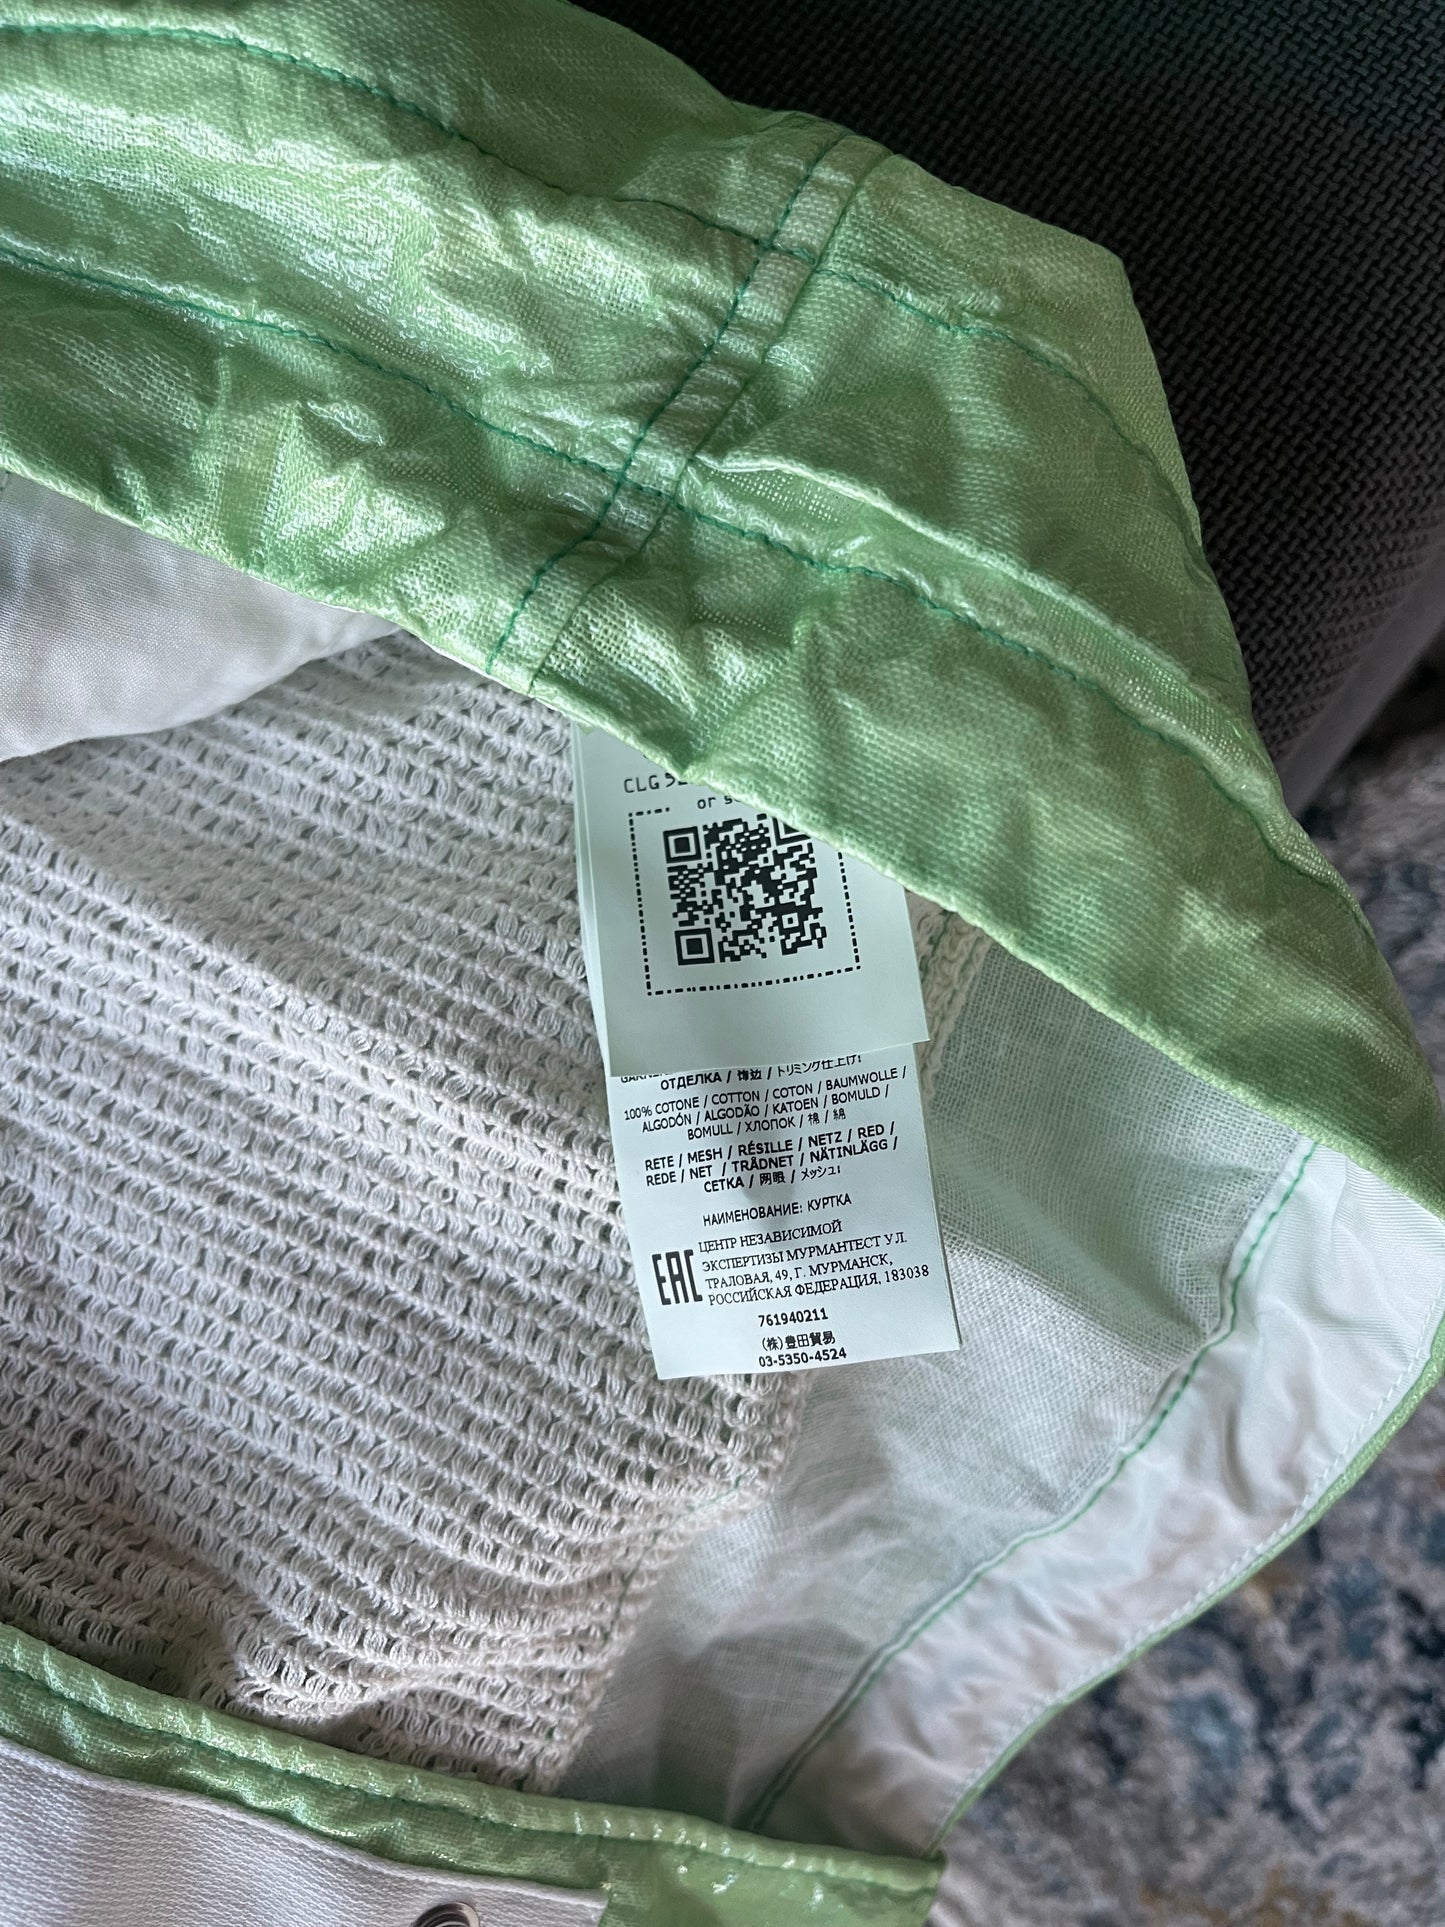 CLG
or
ОТДЕЛКА / 饰边 / トリミング仕上げ:
100% COTONE / COTTON / COTON / BAUMWOLLE /
ALGODÓN / ALGODÃO / KATOEN / BOMULD /
BOMULL / ХЛОПОК / 棉 / 綿
RETE / MESH / RÉSILLE / NETZ / RED /
REDE / NET / TRÅDNET / NÄTINLÄGG /
СЕТКА / 网眼 / メッシュ:
НАИМЕНОВАНИЕ: КУРТКА
EAC
ЦЕНТР НЕЗАВИСИМОЙ
ЭКСПЕРТИЗЫ МУРМАНТЕСТ УЛ.
ТРАЛОВАЯ, 49, Г. МУРМАНСК,
РОССИЙСКАЯ ФЕДЕРАЦИЯ, 183038
761940211
(株)豊田貿易
03-5350-4524